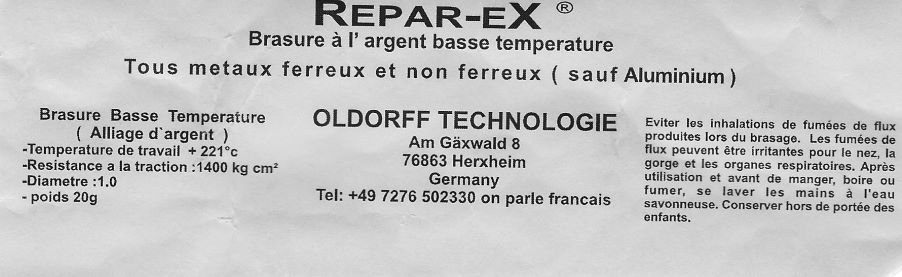 REPAR-EX ®
Brasure à l' argent basse temperature
Tous metaux ferreux et non ferreux ( sauf Aluminium )
Brasure Basse Temperature
( Alliage d`argent )
-Temperature de travail + 221°c
-Resistance a la traction :1400 kg cm²
-Diametre :1.0
- poids 20g
OLDORFF TECHNOLOGIE
Am Gäxwald 8
76863 Herxheim
Germany
Tel: +49 7276 502330 on parle francais
Eviter les inhalations de fumées de flux
produites lors du brasage. Les fumées de
flux peuvent être irritantes pour le nez, la
gorge et les organes respiratoires. Après
utilisation et avant de manger, boire ou
fumer, se laver les mains à l'eau
savonneuse. Conserver hors de portée des
enfants.